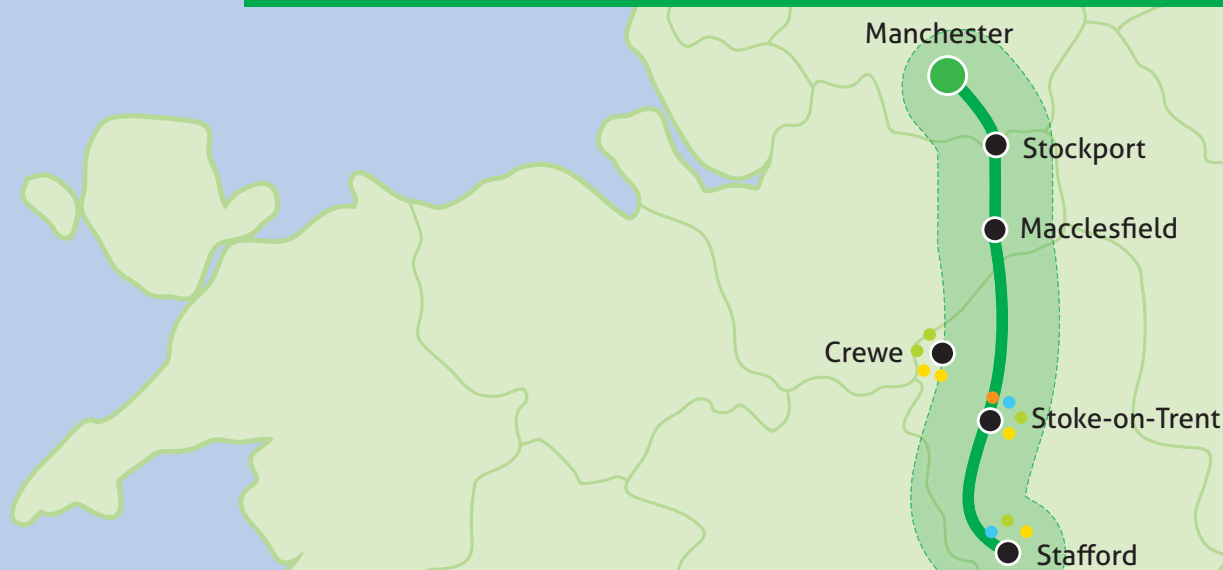 Manchester
Stockport
Macclesfield
Crewe
Stoke-on-Trent
Stafford